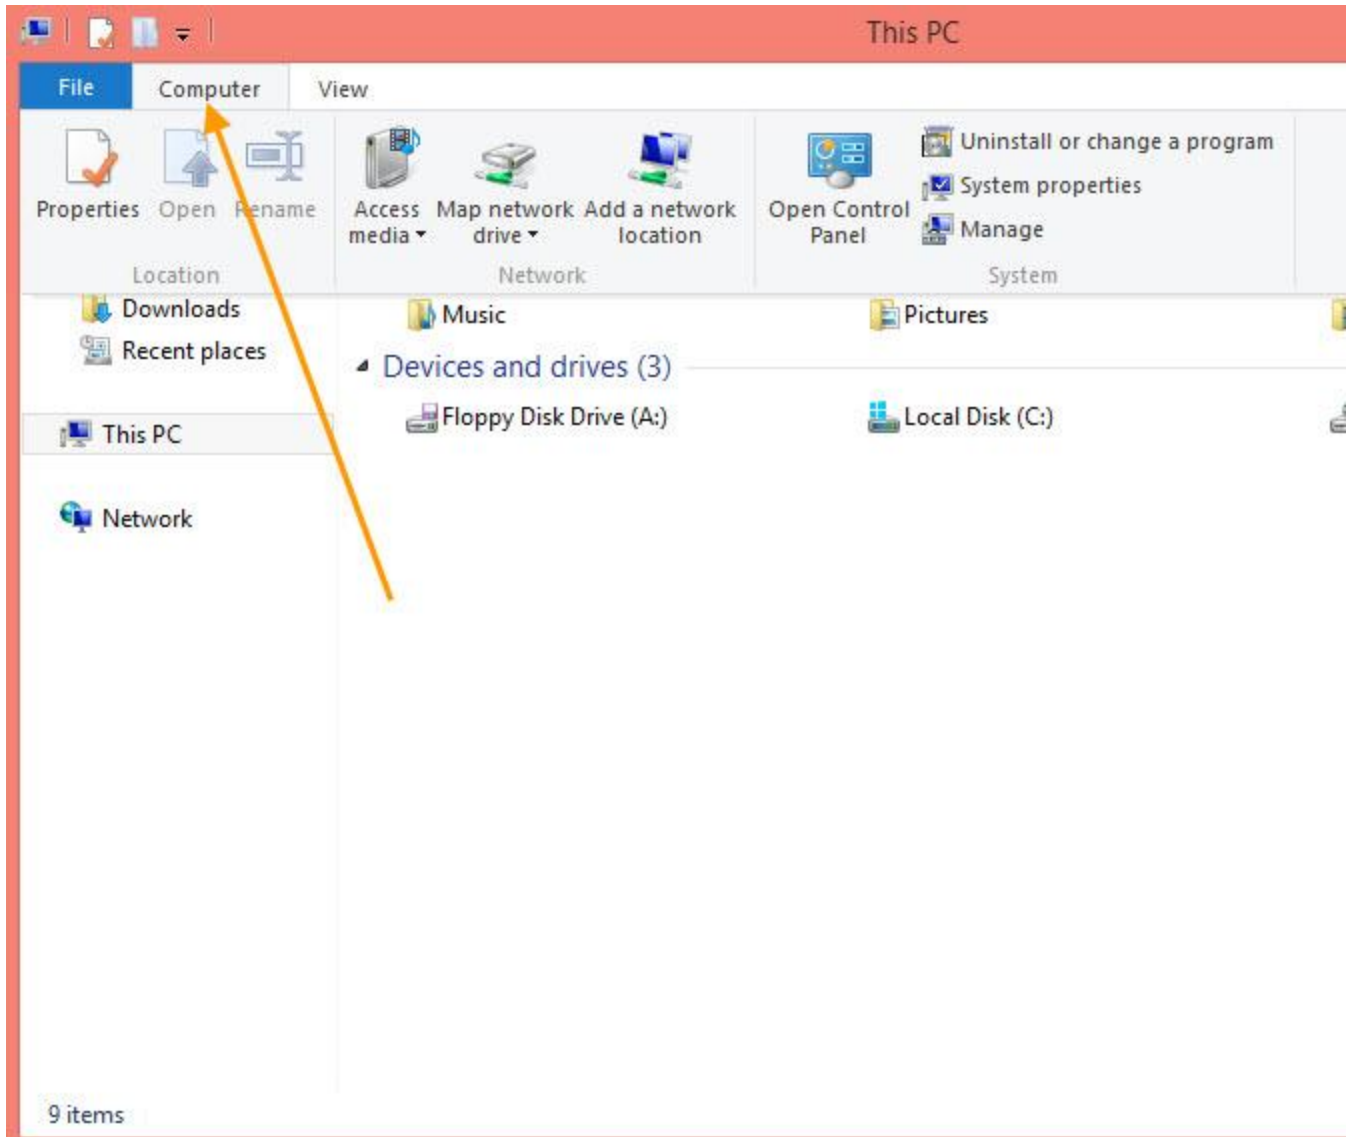 This PC
File Computer View
Properties Open Rename
Access media
Map network drive
Add a network location
Open Control Panel
Uninstall or change a program
System properties
Manage
Location Network System
Downloads
Recent places
This PC
Network
Music Pictures
Devices and drives (3)
Floppy Disk Drive (A:) Local Disk (C:)
9 items